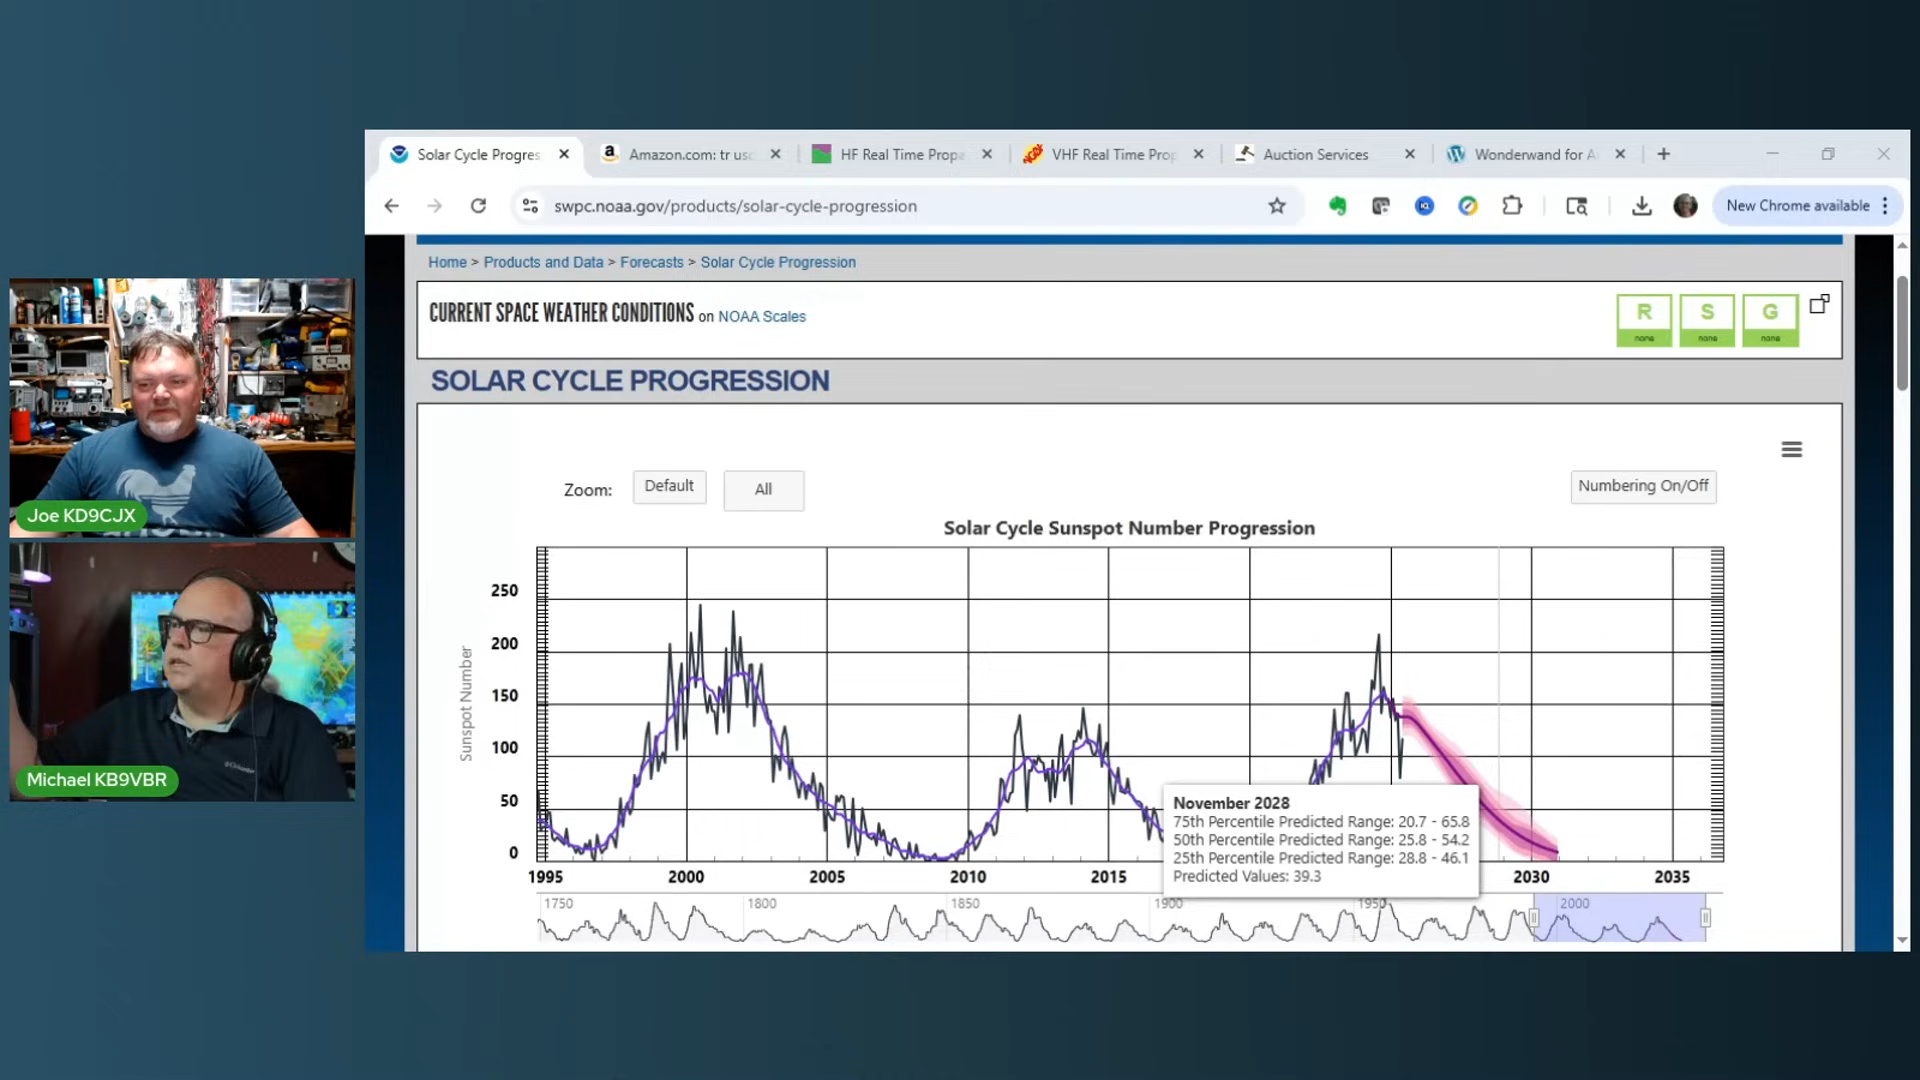 Solar Cycle Progres
Amazon.com: tr usc
HF Real Time Propa
VHF Real Time Prop
Auction Services
Wonderwand for A
swpc.noaa.gov/products/solar-cycle-progression
New Chrome available
Home > Products and Data > Forecasts > Solar Cycle Progression
CURRENT SPACE WEATHER CONDITIONS on NOAA Scales
R
none
S
none
G
none
SOLAR CYCLE PROGRESSION
Zoom:
Default
All
Numbering On/Off
Solar Cycle Sunspot Number Progression
Sunspot Number
250
200
150
100
50
0
November 2028
75th Percentile Predicted Range: 20.7 - 65.8
50th Percentile Predicted Range: 25.8 - 54.2
25th Percentile Predicted Range: 28.8 - 46.1
Predicted Values: 39.3
1995
2000
2005
2010
2015
2030
2035
1750
1800
1850
1900
1950
2000
Joe KD9CJX
Michael KB9VBR
Columbia